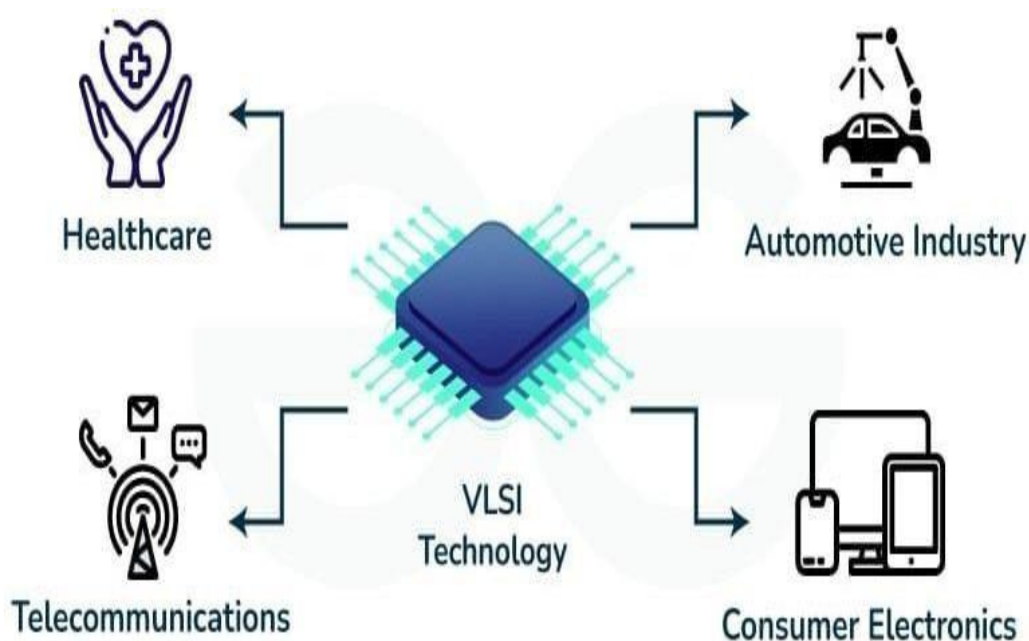 Healthcare
Automotive Industry
VLSI
Technology
Telecommunications
Consumer Electronics